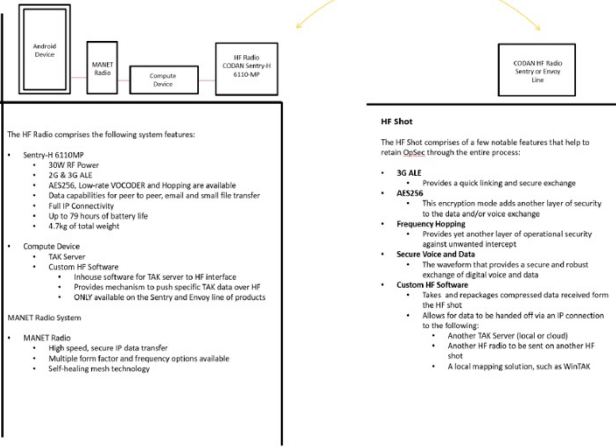 Android
Device
MANET
Radio
Compute
Device
HF Radio
CODAN Sentry-H
6110-MP
CODAN HF Radio
Sentry or Envoy
Line
The HF Radio comprises the following system features:
• Sentry-H 6110MP
• 30W RF Power
• 2G & 3G ALE
• AES256, Low-rate VOCODER and Hopping are available
• Data capabilities for peer to peer, email and small file transfer
• Full IP Connectivity
• Up to 79 hours of battery life
• 4.7kg of total weight
• Compute Device
• TAK Server
• Custom HF Software
• Inhouse software for TAK server to HF interface
• Provides mechanism to push specific TAK data over HF
• ONLY available on the Sentry and Envoy line of products
MANET Radio System
• MANET Radio
• High speed, secure IP data transfer
• Multiple form factor and frequency options available
• Self-healing mesh technology
HF Shot
The HF Shot comprises of a few notable features that help to
retain OpSec through the entire process:
• 3G ALE
• Provides a quick linking and secure exchange
• AES256
• This encryption mode adds another layer of security
to the data and/or voice exchange
• Frequency Hopping
• Provides yet another layer of operational security
against unwanted intercept
• Secure Voice and Data
• The waveform that provides a secure and robust
exchange of digital voice and data
• Custom HF Software
• Takes and repackages compressed data received form
the HF shot
• Allows for data to be handed off via an IP connection
to the following:
• Another TAK Server (local or cloud)
• Another HF radio to be sent on another HF
shot
• A local mapping solution, such as WinTAK